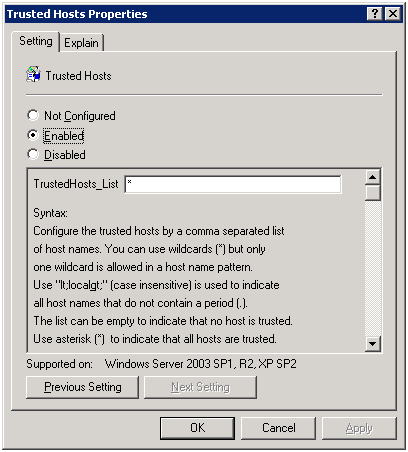 Trusted Hosts Properties
Setting
Explain
Trusted Hosts
Not Configured
Enabled
Disabled
TrustedHosts_List *
Syntax:
Configure the trusted hosts by a comma separated list
of host names. You can use wildcards (*) but only
one wildcard is allowed in a host name pattern.
Use "lt;localgt;" (case insensitive) is used to indicate
all host names that do not contain a period (.).
The list can be empty to indicate that no host is trusted.
Use asterisk (*) to indicate that all hosts are trusted.
Supported on: Windows Server 2003 SP1, R2, XP SP2
Previous Setting
Next Setting
OK
Cancel
Apply